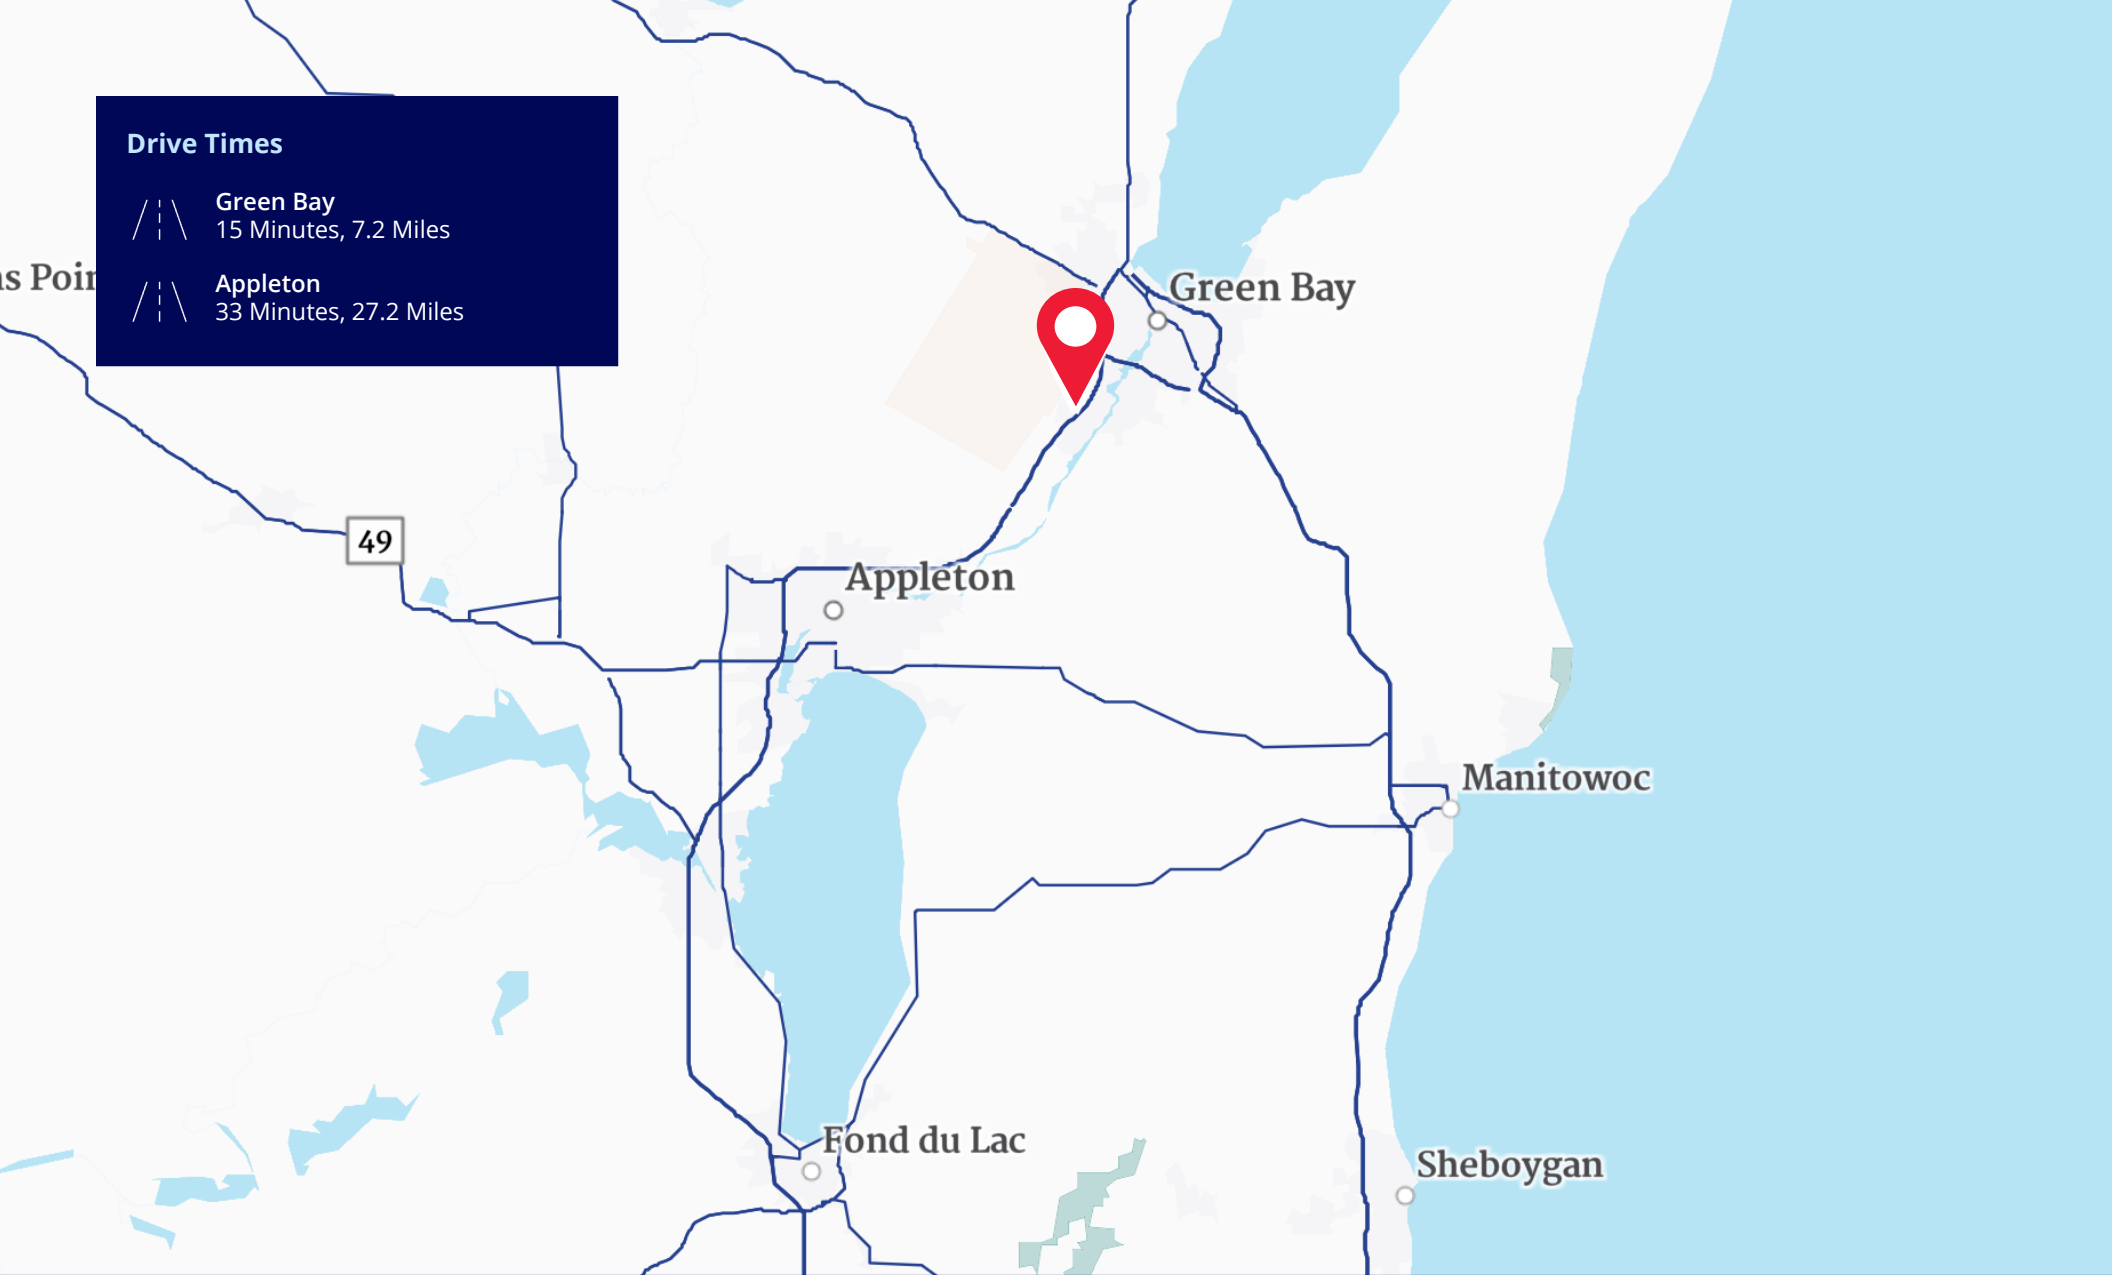 Drive Times
Green Bay
15 Minutes, 7.2 Miles
Appleton
33 Minutes, 27.2 Miles
Green Bay
49
Appleton
Manitowoc
Fond du Lac
Sheboygan